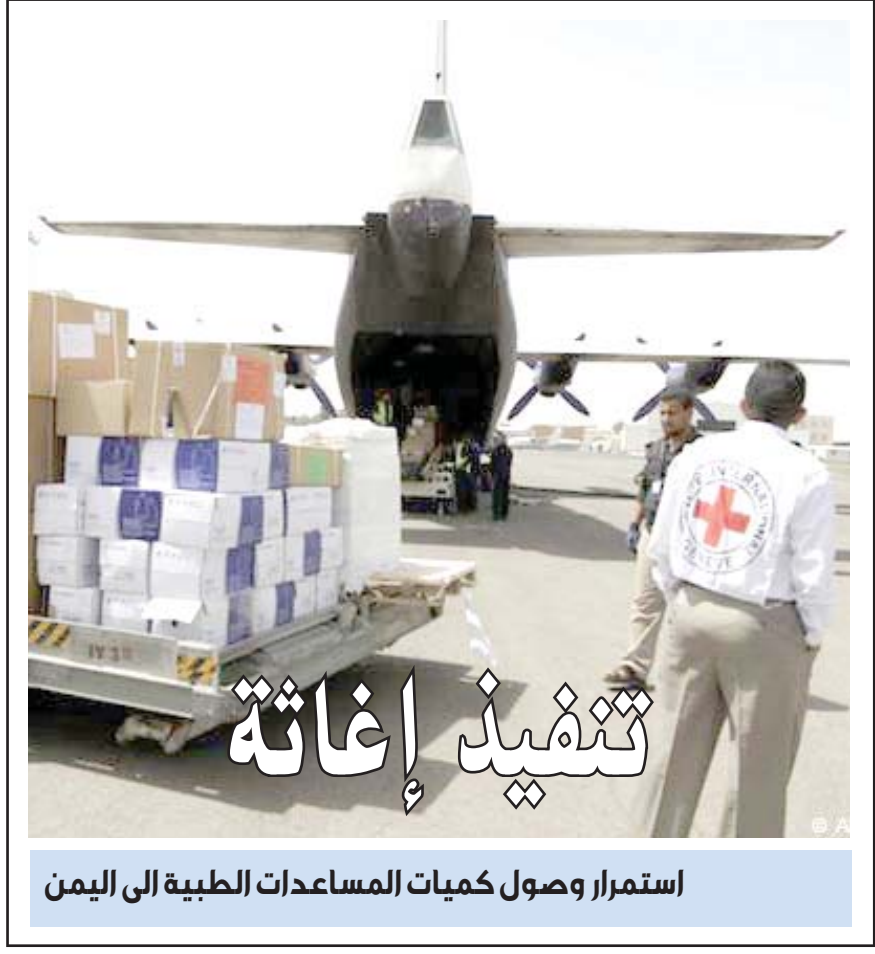 تنفيذ إغاثة
استمرار وصول كميات المساعدات الطبية الى اليمن